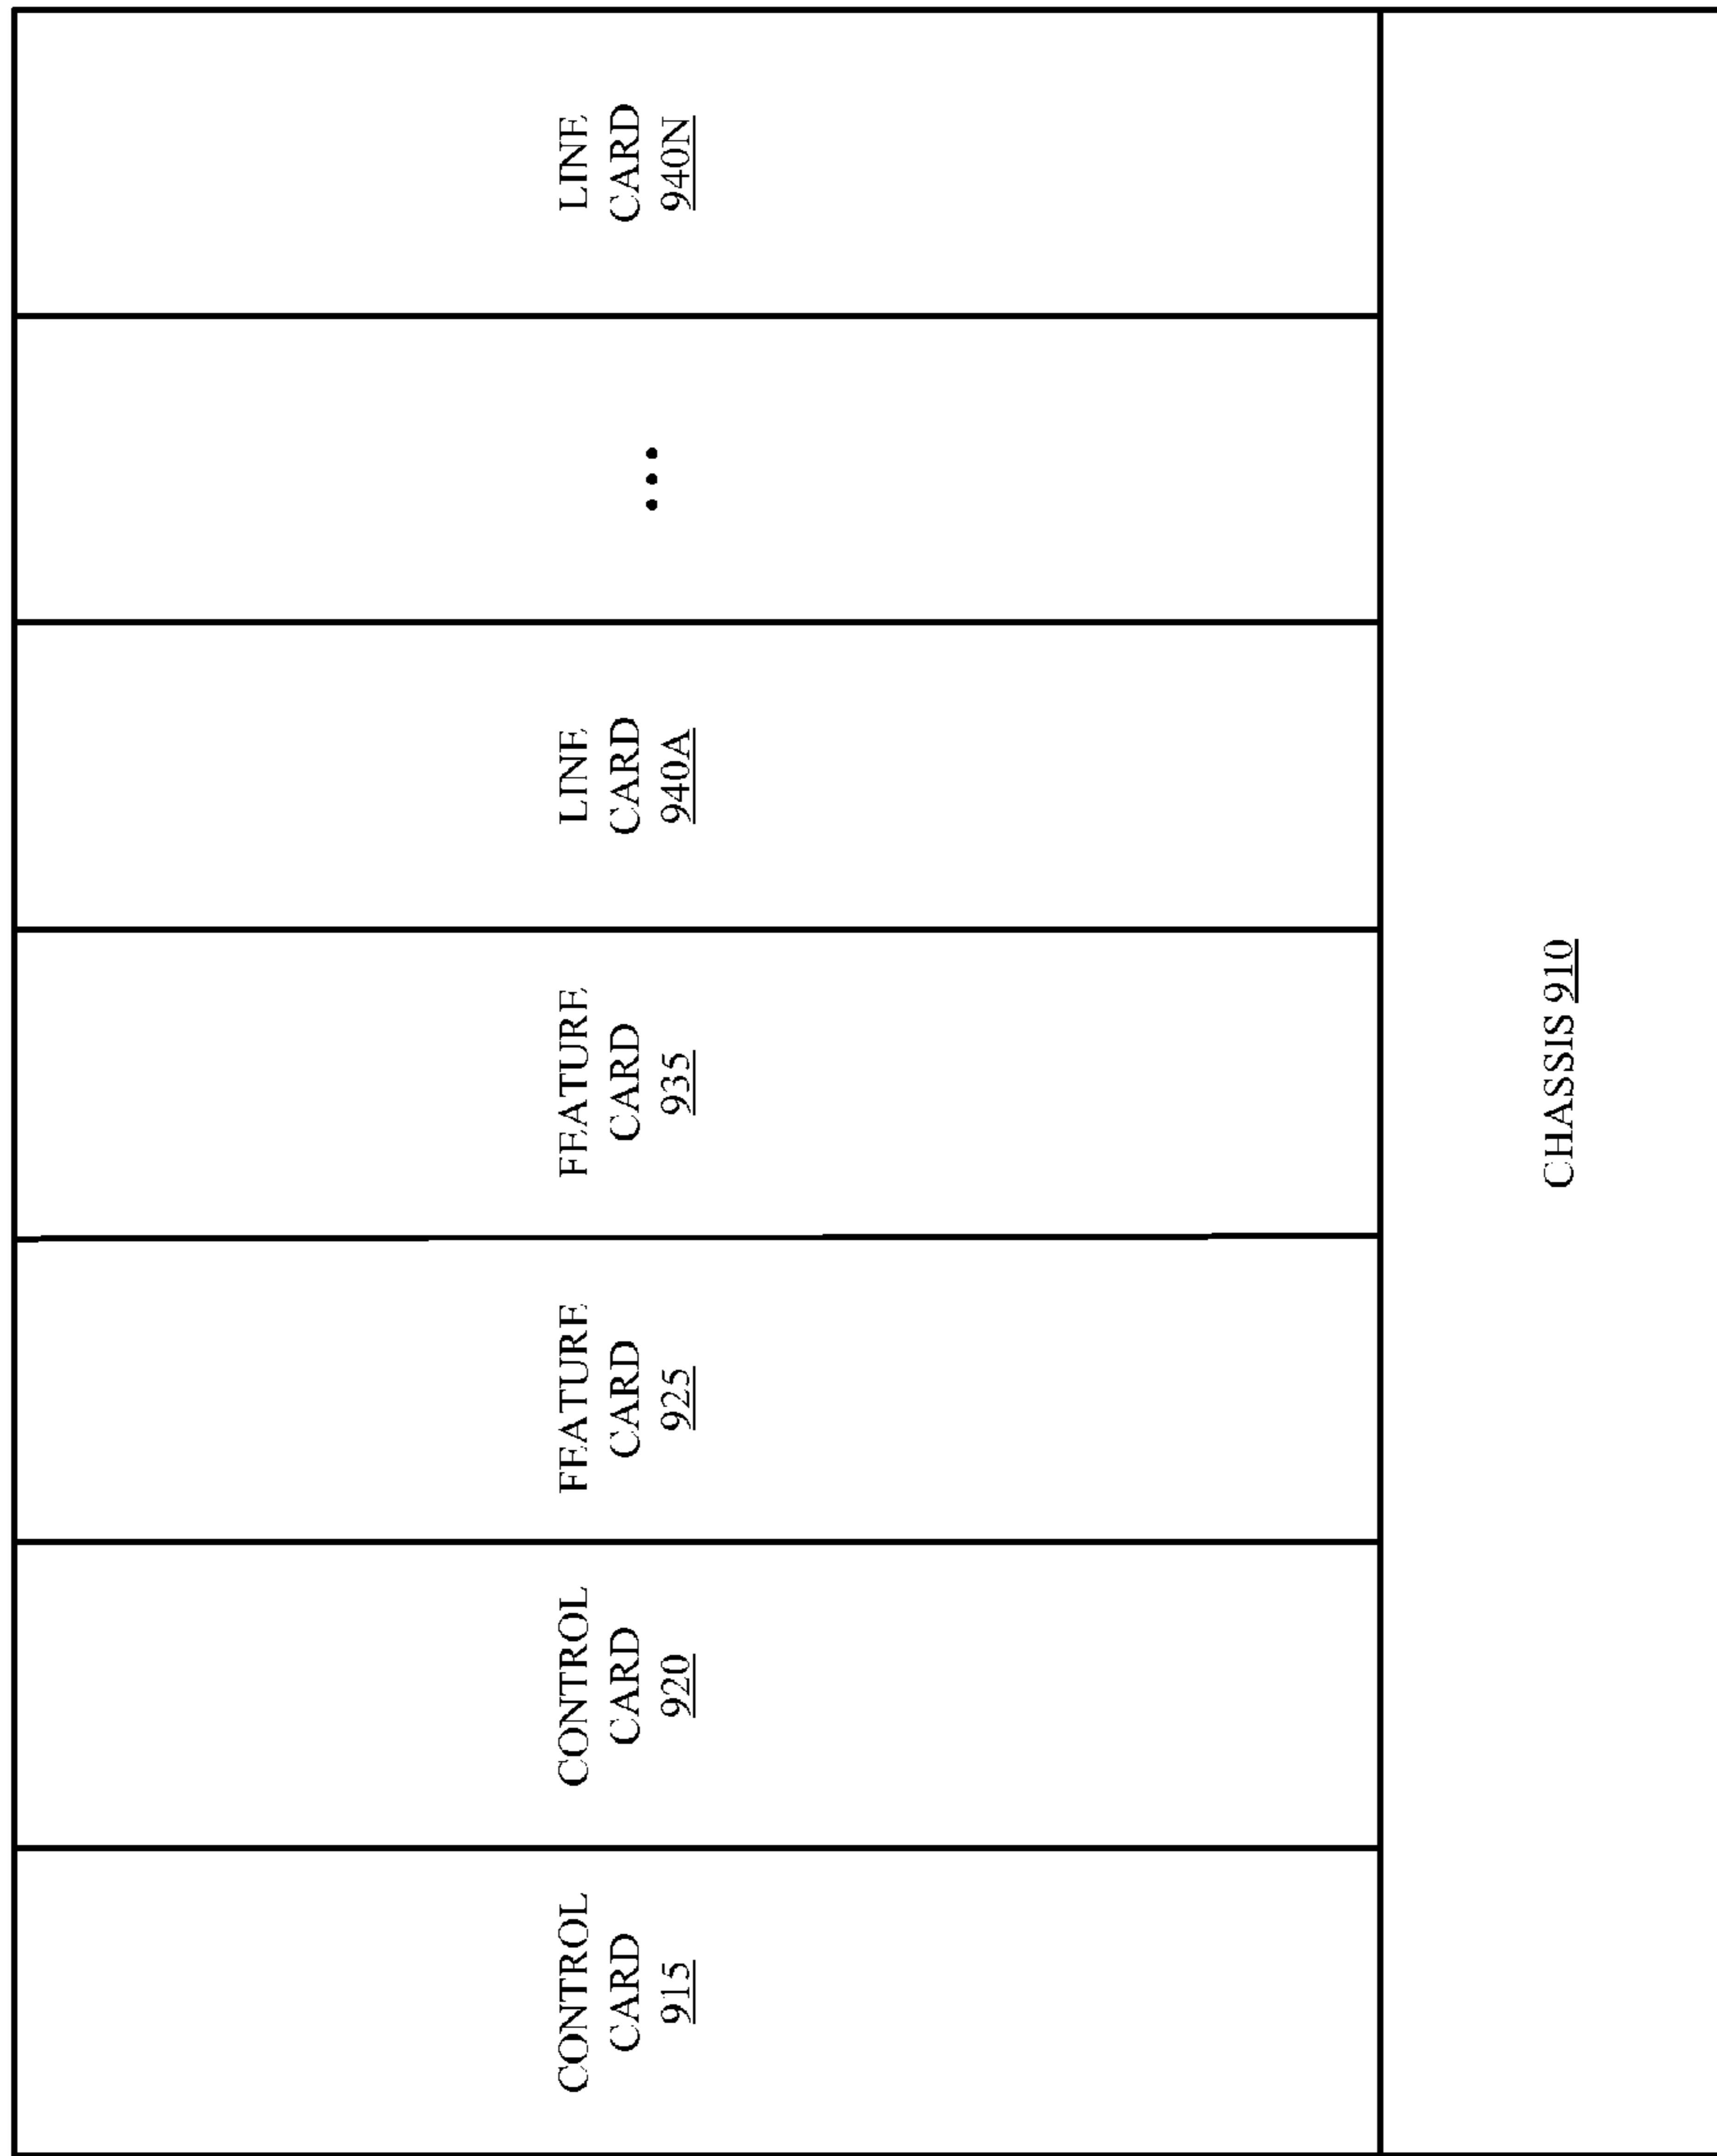 CONTROL
CARD
915
CONTROL
CARD
920
FEATURE
CARD
925
FEATURE
CARD
935
LINE
CARD
940A
...
LINE
CARD
940N
CHASSIS 910